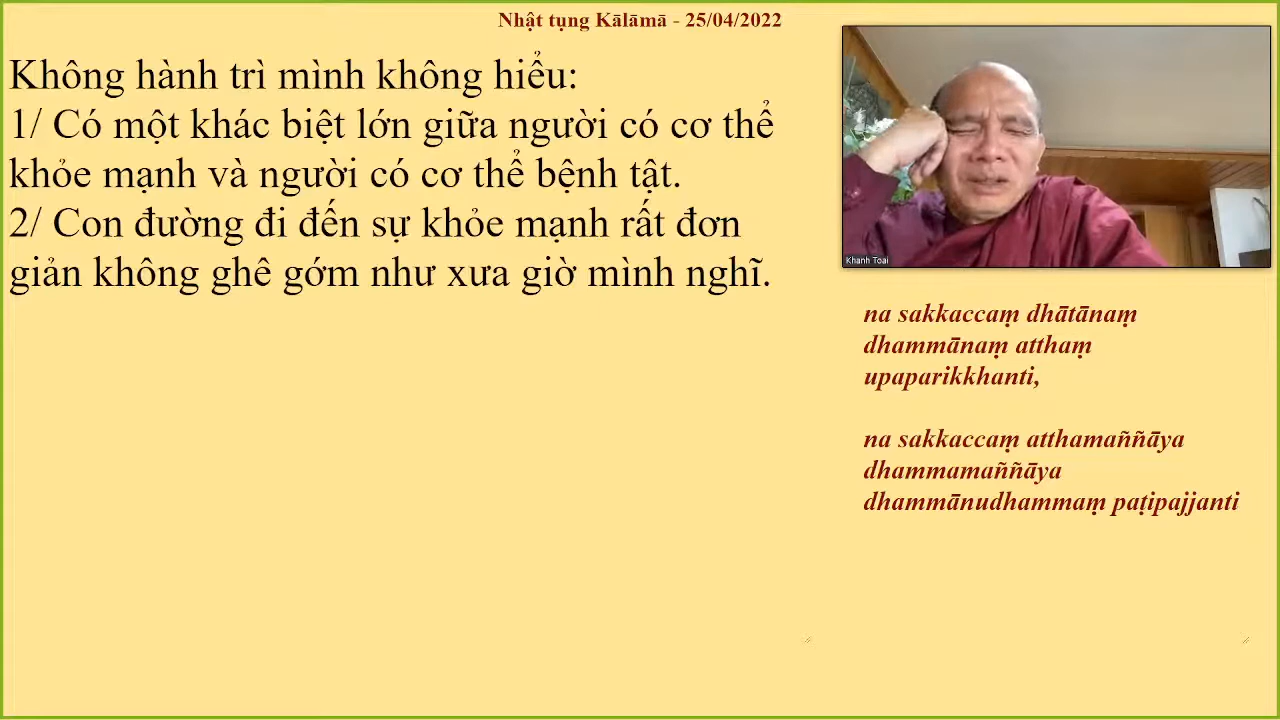 Nhật tụng Kālāmā - 25/04/2022
Không hành trì mình không hiểu:
1/ Có một khác biệt lớn giữa người có cơ thể
khỏe mạnh và người có cơ thể bệnh tật.
2/ Con đường đi đến sự khỏe mạnh rất đơn
giản không ghê gớm như xưa giờ mình nghĩ.
Khanh Toai
na sakkaccaṃ dhātānaṃ
dhammānaṃ atthaṃ
upaparikkhanti,
na sakkaccaṃ atthamaññāya
dhammamaññāya
dhammānudhammaṃ paṭipajjanti